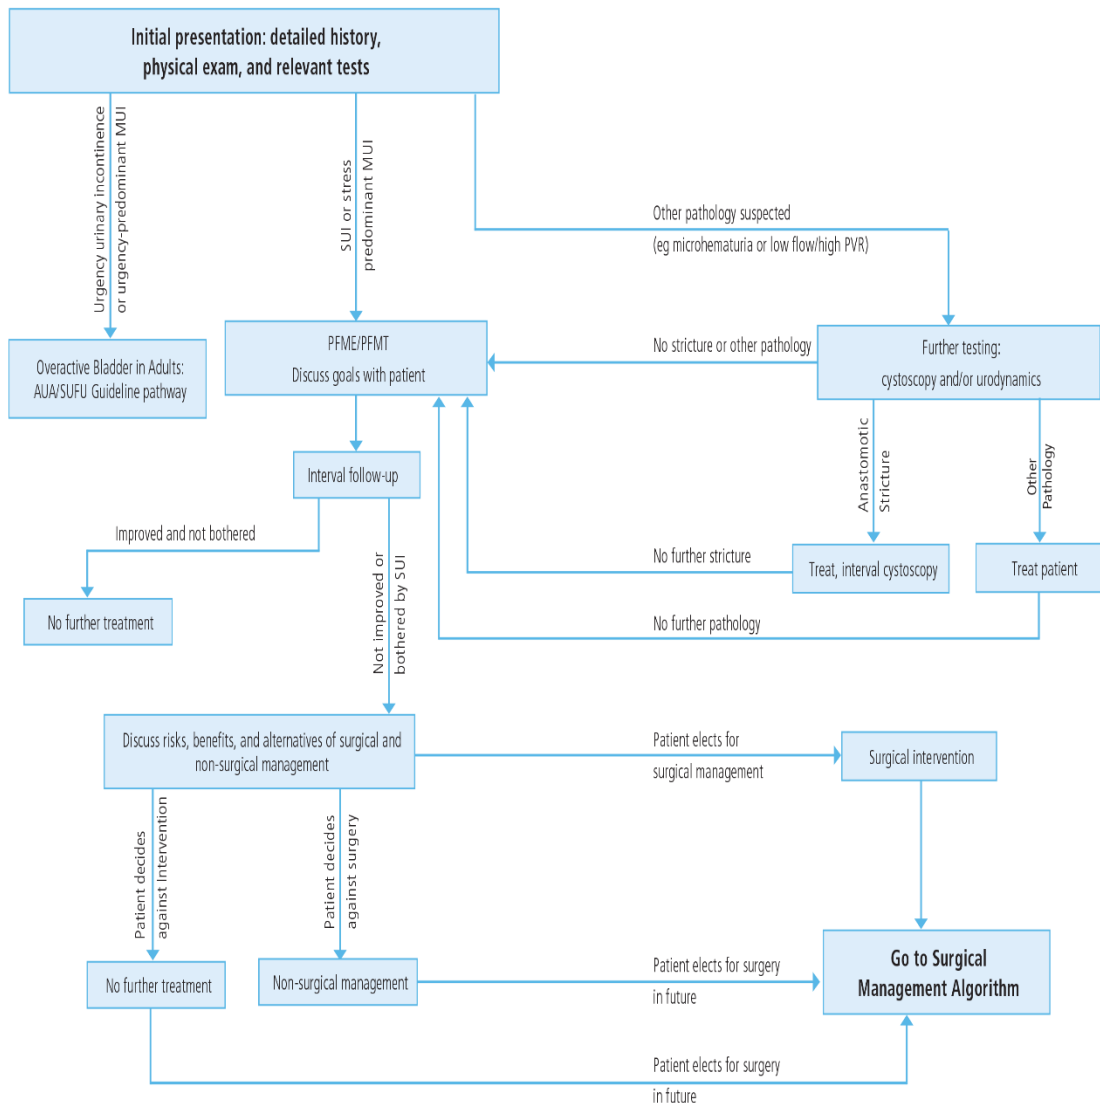 Initial presentation: detailed history,
physical exam, and relevant tests
Urgency urinary incontinence
or urgency-predominant MUI
SUI or stress
predominant MUI
Other pathology suspected
(eg microhematuria or low flow/high PVR)
Overactive Bladder in Adults:
AUA/SUFU Guideline pathway
PFME/PFMT
Discuss goals with patient
No stricture or other pathology
Further testing:
cystoscopy and/or urodynamics
Interval follow-up
Anastomotic
Stricture
Other
Pathology
Improved and not bothered
Not improved or
bothered by SUI
No further stricture
Treat, interval cystoscopy
Treat patient
No further treatment
No further pathology
Discuss risks, benefits, and alternatives of surgical and
non-surgical management
Patient elects for
surgical management
Surgical intervention
Patient decides
against Intervention
Patient decides
against surgery
No further treatment
Non-surgical management
Patient elects for surgery
in future
Go to Surgical
Management Algorithm
Patient elects for surgery
in future